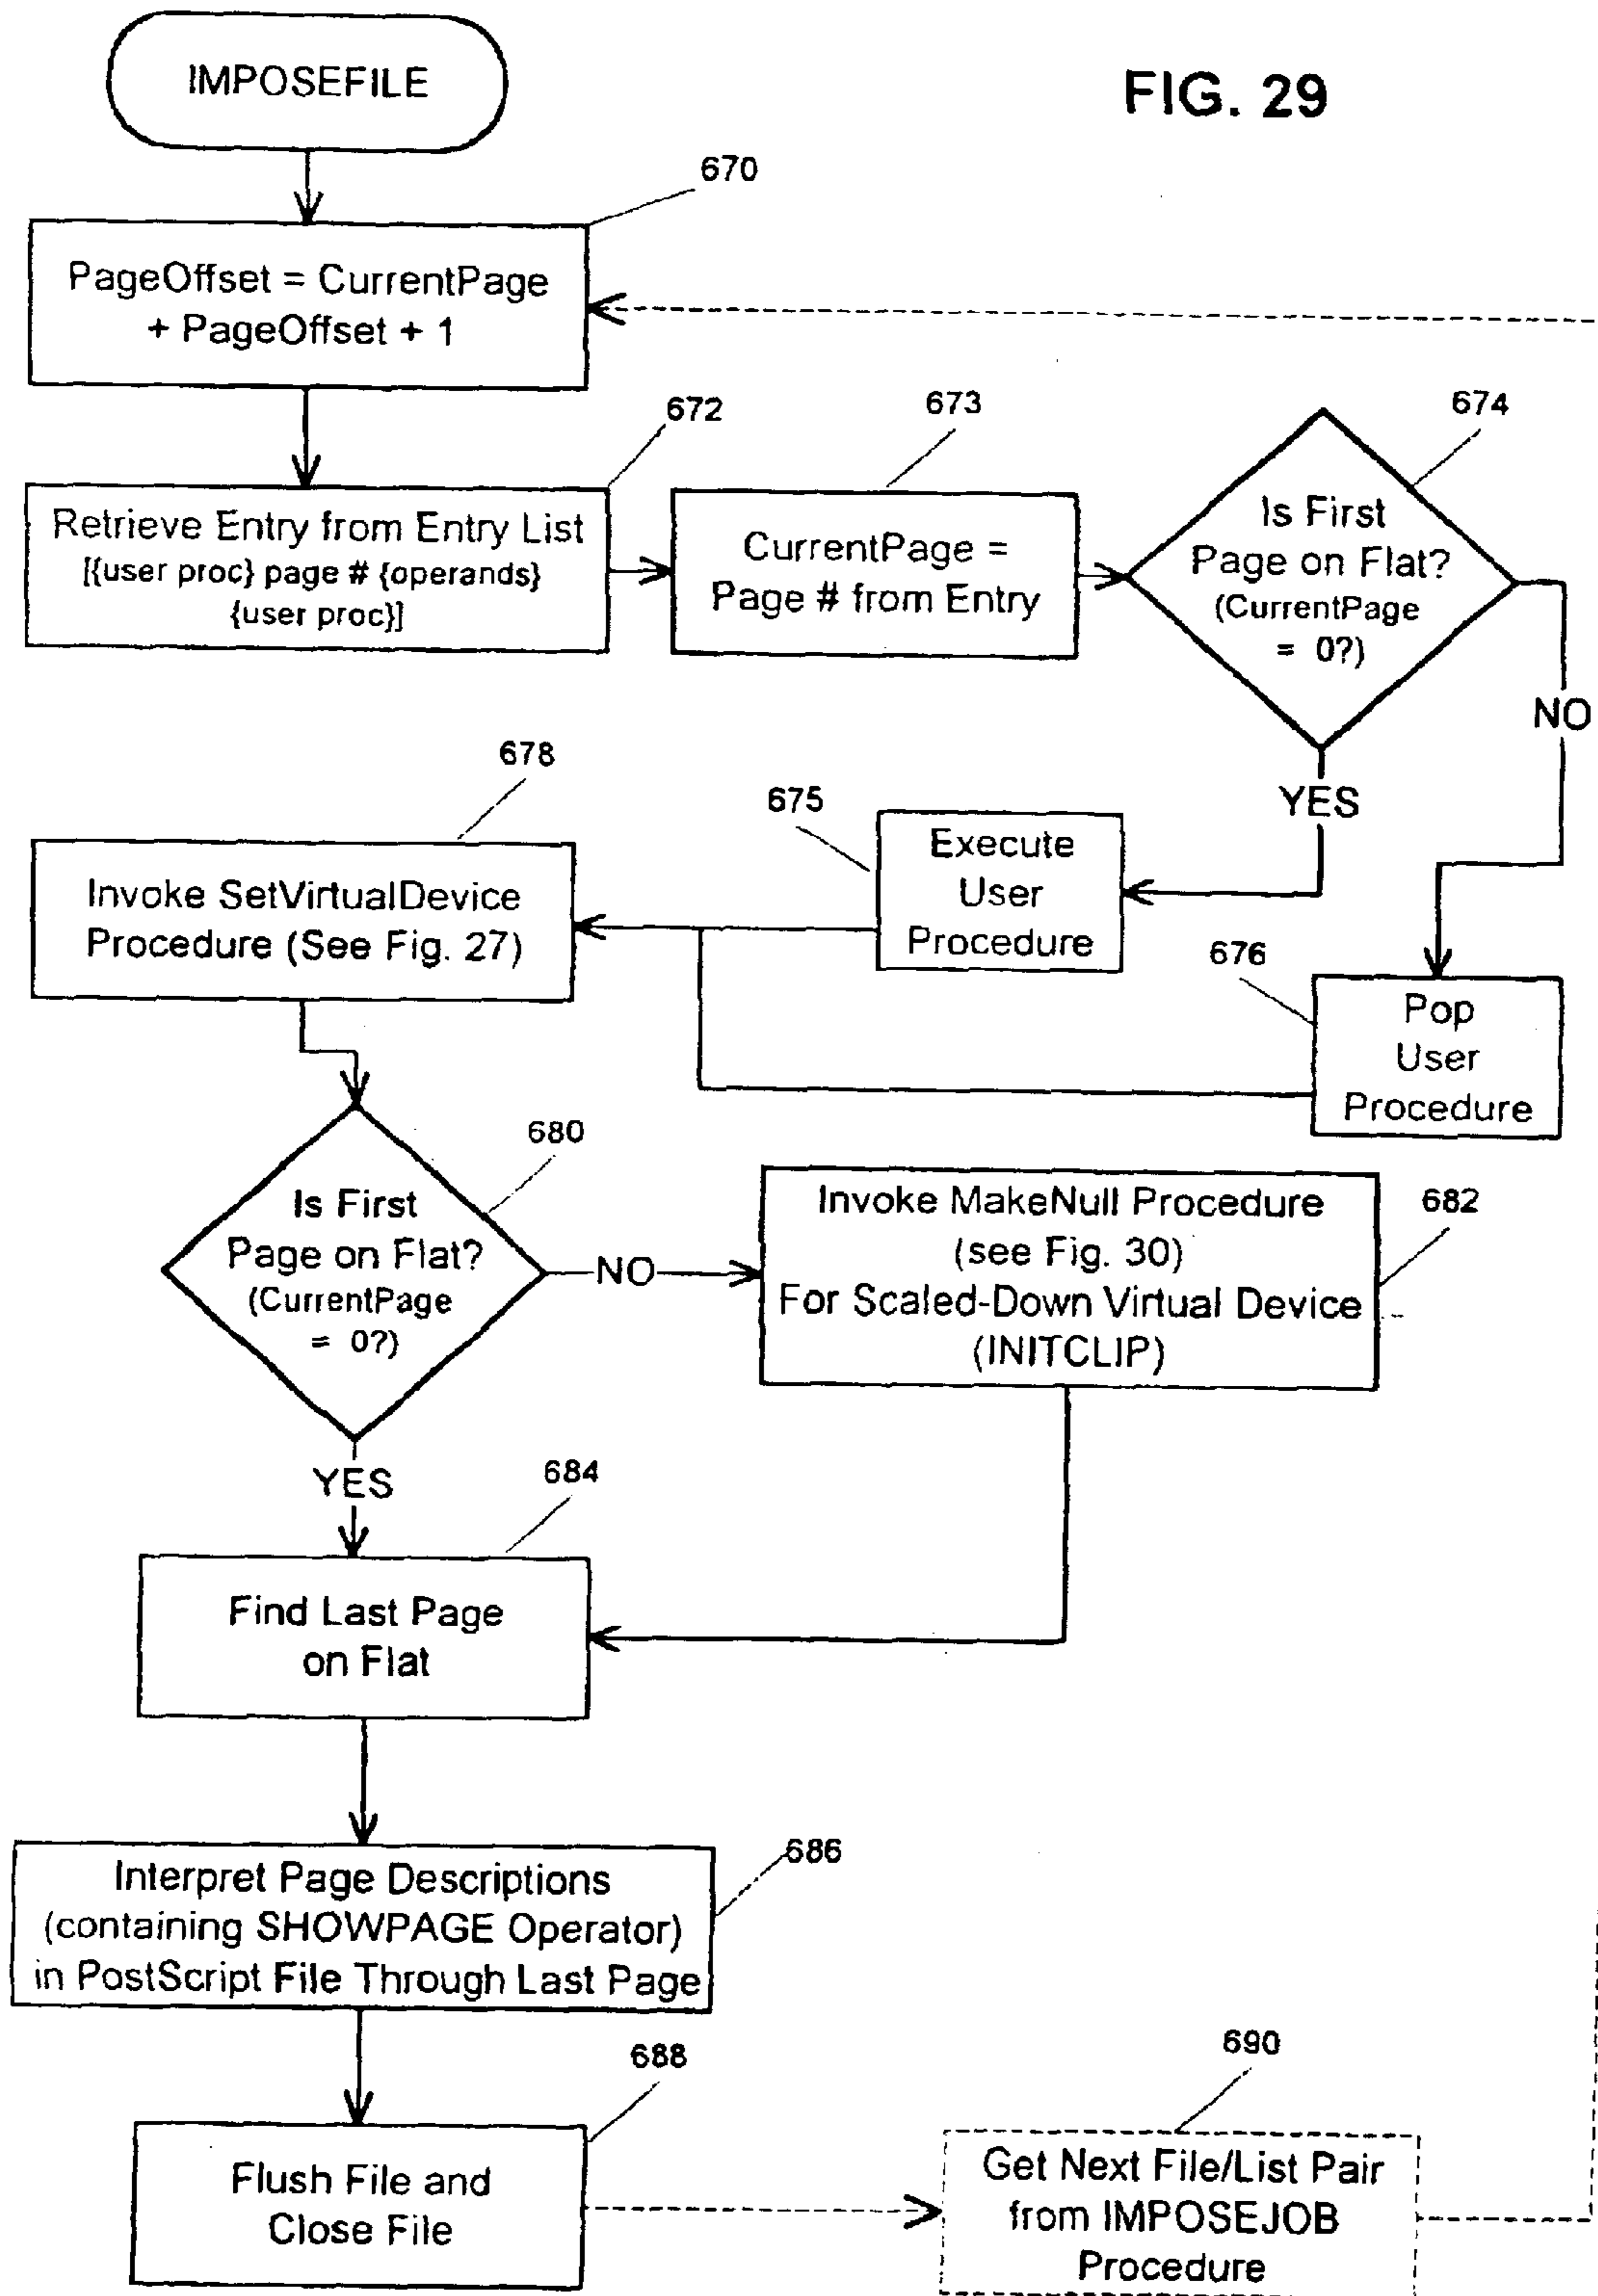 IMPOSEFILE
FIG. 29
670
PageOffset = CurrentPage
+ PageOffset + 1
672
Retrieve Entry from Entry List
[{user proc} page # {operands}
{user proc}]
673
CurrentPage =
Page # from Entry
674
Is First
Page on Flat?
(CurrentPage
= 0?)
NO
YES
675
Execute
User
Procedure
676
Pop
User
Procedure
678
Invoke SetVirtualDevice
Procedure (See Fig. 27)
680
Is First
Page on Flat?
(CurrentPage
= 0?)
NO
YES
682
Invoke MakeNull Procedure
(see Fig. 30)
For Scaled-Down Virtual Device
(INITCLIP)
684
Find Last Page
on Flat
686
Interpret Page Descriptions
(containing SHOWPAGE Operator)
in PostScript File Through Last Page
688
Flush File and
Close File
690
Get Next File/List Pair
from IMPOSEJOB
Procedure